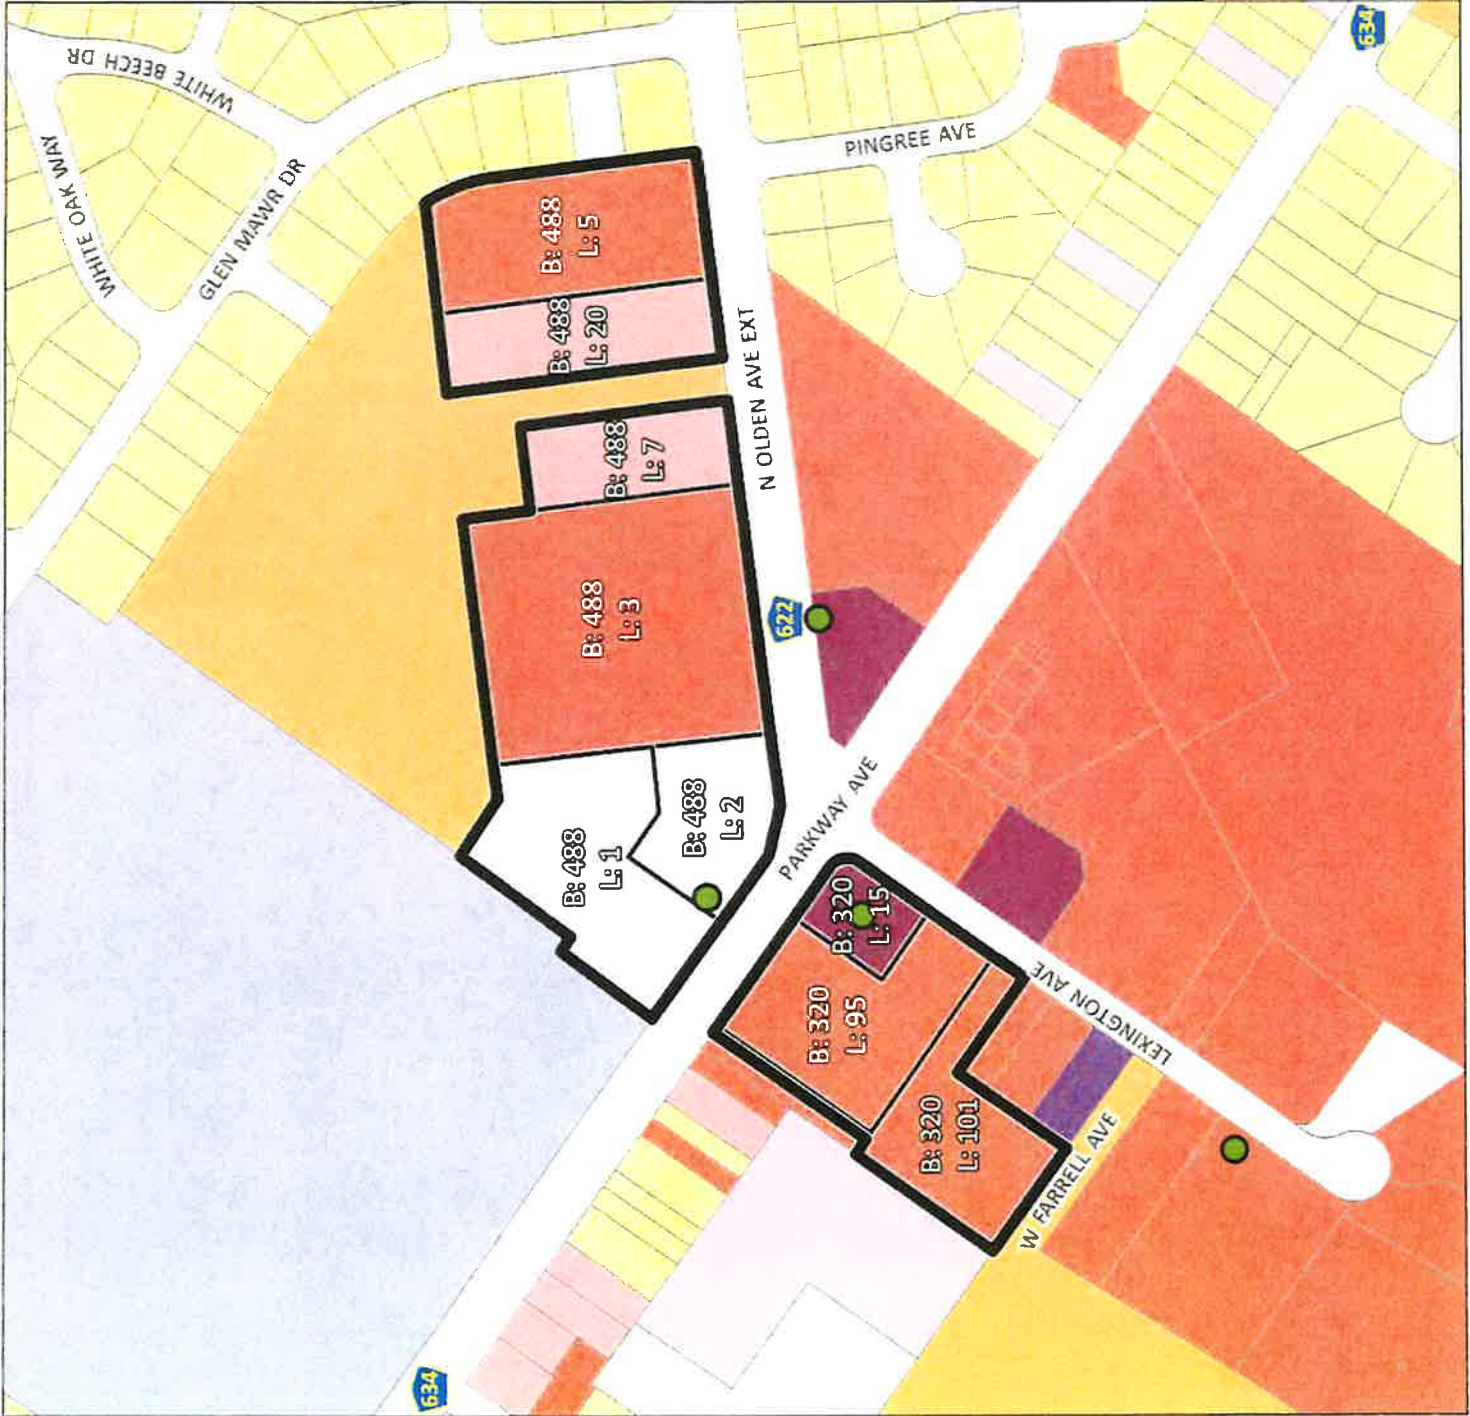 634
WHITE BEECH DR
WHITE OAK WAY
GLEN MAWR DR
PINGREE AVE
B: 488
L: 5
B: 488
L: 20
N OLDEN AVE EXT
B: 488
L: 7
B: 488
L: 3
622
B: 488
L: 2
B: 488
L: 1
PARKWAY AVE
B: 320
L: 15
B: 320
L: 95
LEXINGTON AVE
B: 320
L: 101
W FARRELL AVE
634